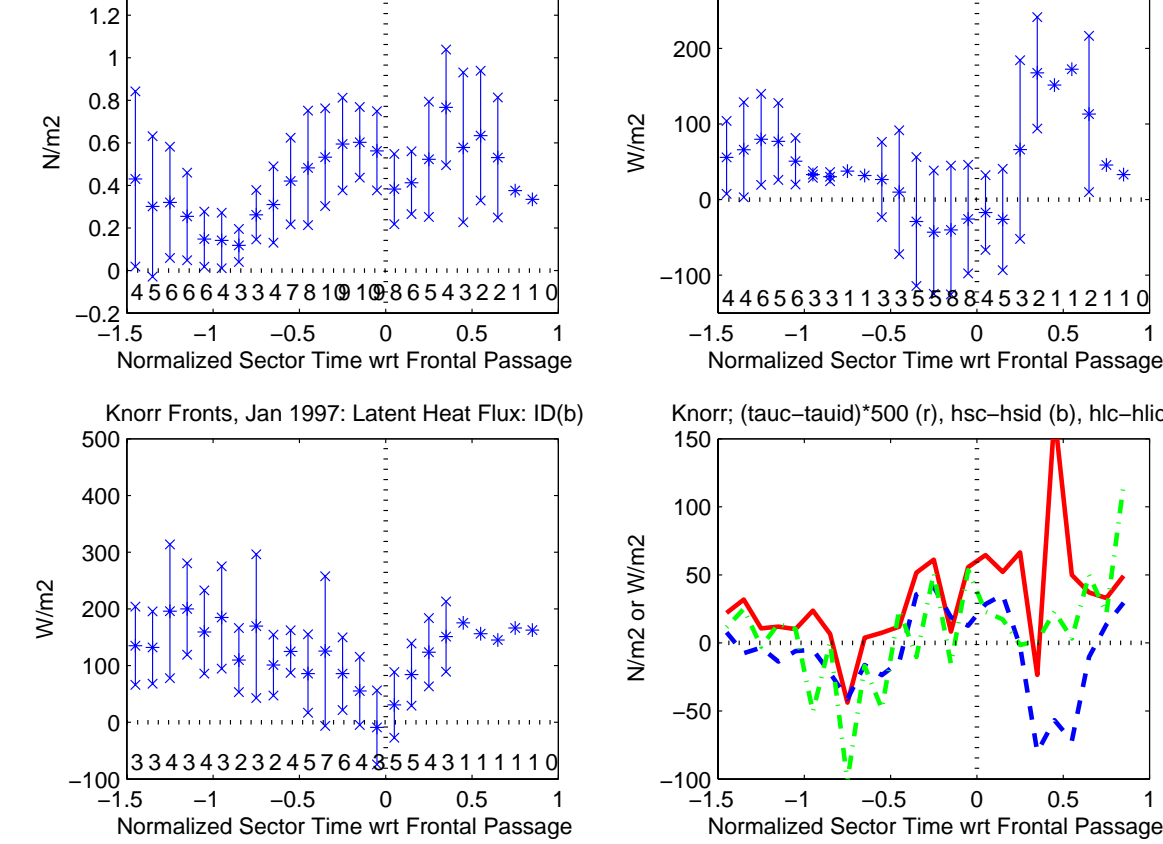 1.2
1
0.8
0.6
0.4
0.2
0
−0.2
N/m2
4 5 6 6 6 4 3 3 4 7 8 10 9 10 9 8 6 5 4 3 2 2 1 1 0
−1.5 −1 −0.5 0 0.5 1
Normalized Sector Time wrt Frontal Passage
200
100
0
−100
W/m2
4 4 6 5 6 3 3 1 1 3 3 5 5 8 8 4 5 3 2 1 1 2 1 1 0
−1.5 −1 −0.5 0 0.5 1
Normalized Sector Time wrt Frontal Passage
Knorr Fronts, Jan 1997: Latent Heat Flux: ID(b)
500
400
300
200
100
0
−100
W/m2
3 3 4 3 4 3 2 3 2 4 5 7 6 4 3 5 5 4 3 1 1 1 1 1 0
−1.5 −1 −0.5 0 0.5 1
Normalized Sector Time wrt Frontal Passage
Knorr; (tauc−tauid)*500 (r), hsc−hsid (b), hlc−hlid
150
100
50
0
−50
−100
N/m2 or W/m2
−1.5 −1 −0.5 0 0.5 1
Normalized Sector Time wrt Frontal Passage